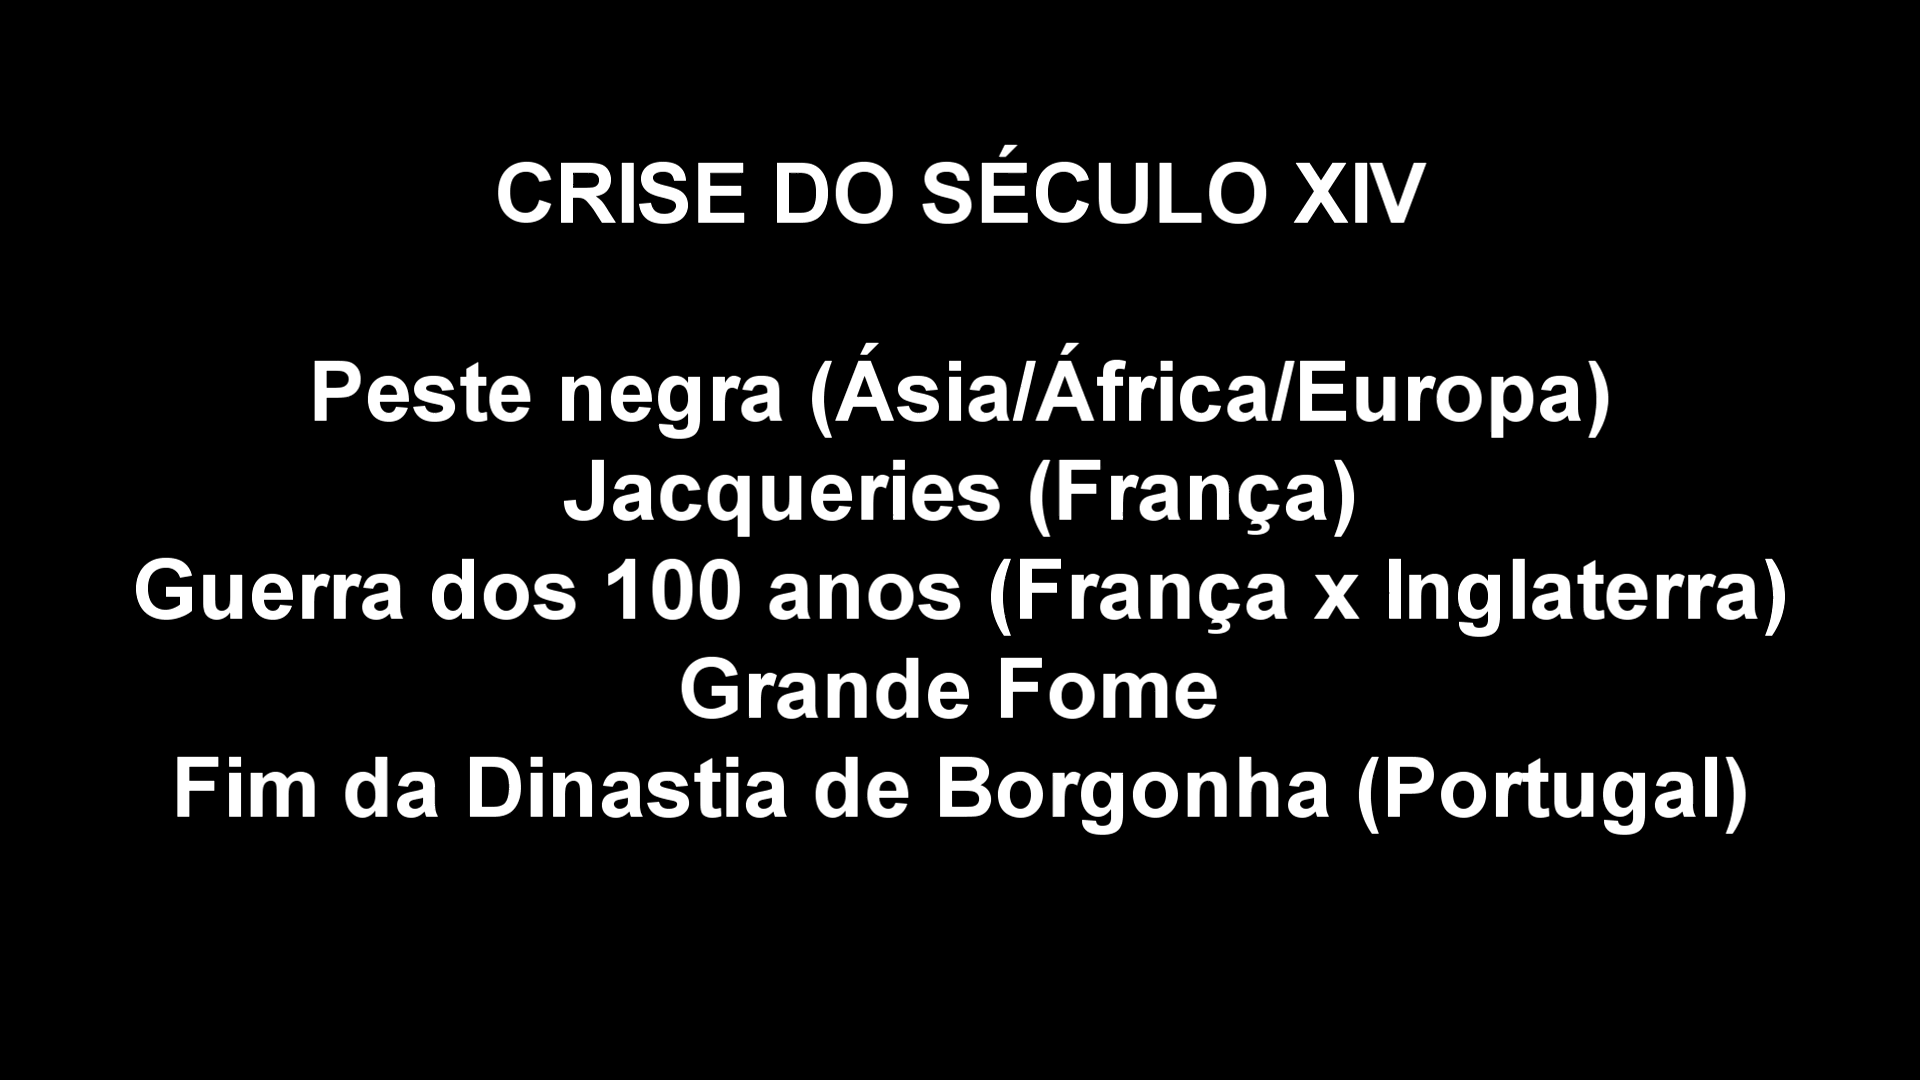 CRISE DO SÉCULO XIV
Peste negra (Ásia/África/Europa)
Jacqueries (França)
Guerra dos 100 anos (França x Inglaterra)
Grande Fome
Fim da Dinastia de Borgonha (Portugal)